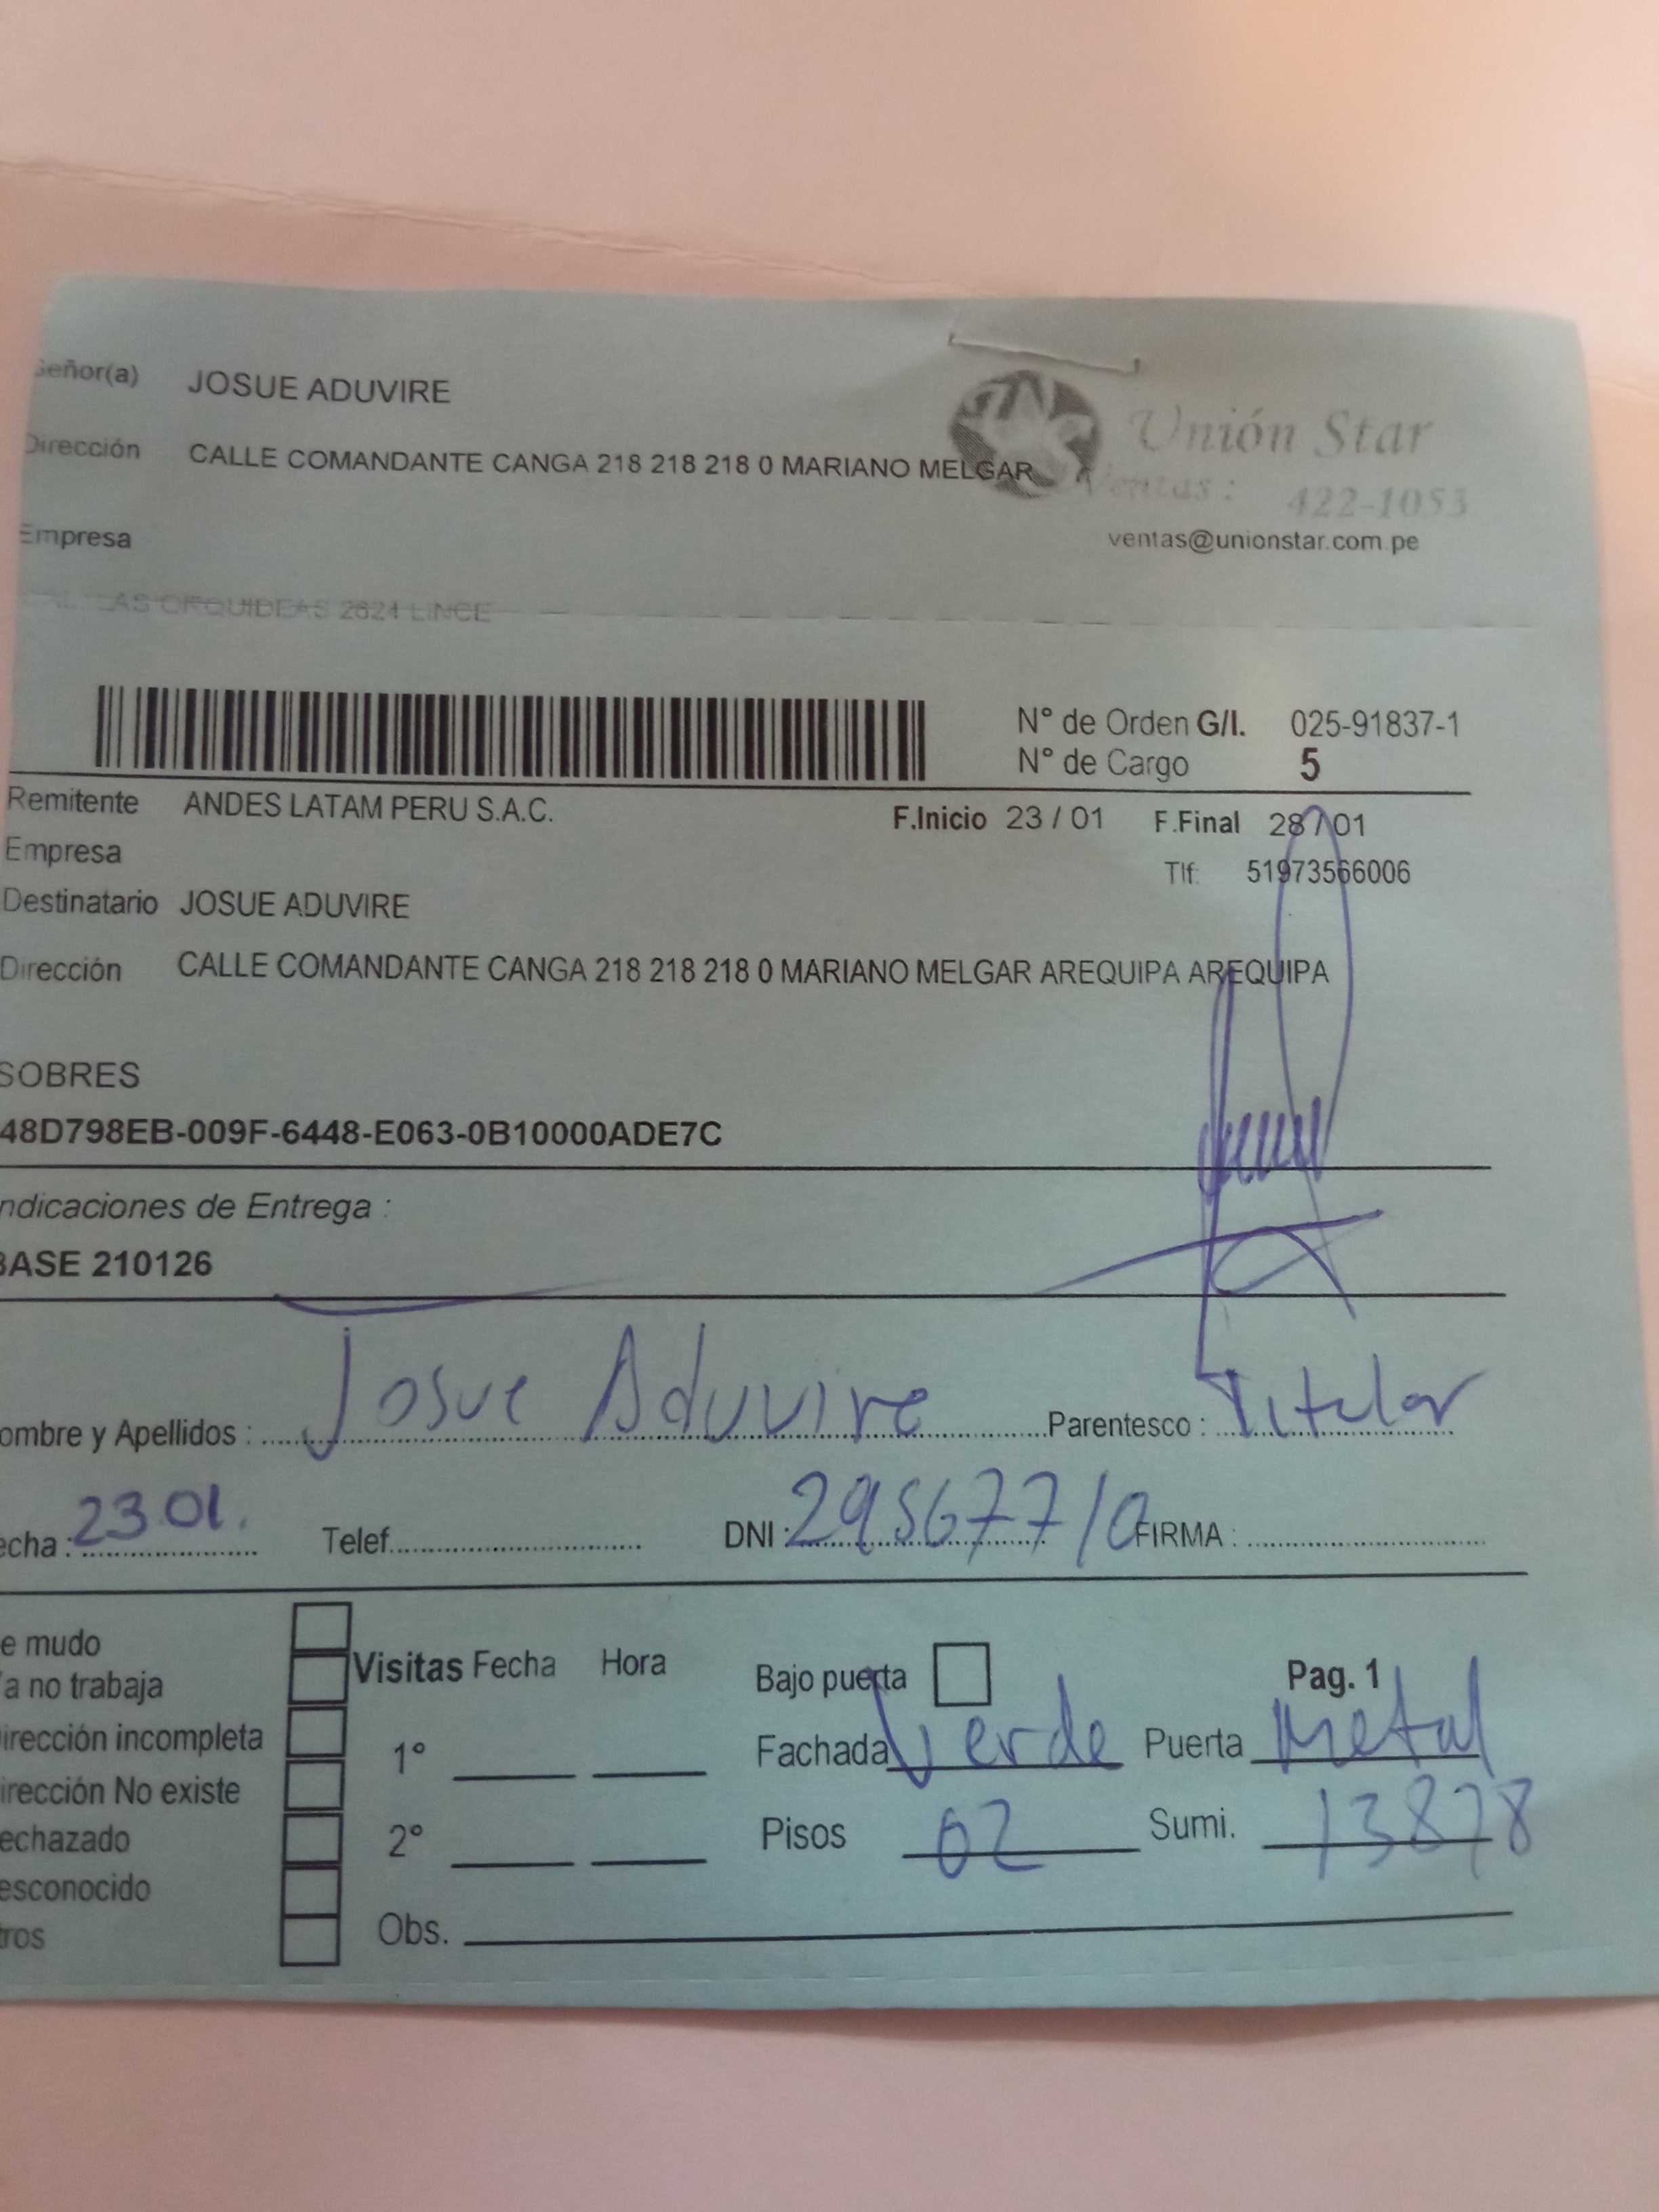 Señor(a) JOSUE ADUVIRE
Dirección CALLE COMANDANTE CANGA 218 218 218 0 MARIANO MELGAR
Unión Star
Ventas : 422-1053
Empresa
ventas@unionstar.com.pe
LAS ORQUIDEAS 2624 LINCE
N° de Orden G/I. 025-91837-1
N° de Cargo 5
Remitente ANDES LATAM PERU S.A.C. F.Inicio 23 / 01 F.Final 28 / 01
Empresa Tlf: 51973566006
Destinatario JOSUE ADUVIRE
Dirección CALLE COMANDANTE CANGA 218 218 218 0 MARIANO MELGAR AREQUIPA AREQUIPA
SOBRES
48D798EB-009F-6448-E063-0B10000ADE7C
ndicaciones de Entrega :
BASE 210126
ombre y Apellidos : Josue Aduvire Parentesco : Titular
echa : 23.01. Telef. DNI : 29567710 FIRMA :
e mudo
a no trabaja Visitas Fecha Hora Bajo puerta Pag. 1
irección incompleta 1° Fachada Verde Puerta Metal
irección No existe
echazado 2° Pisos 02 Sumi. 13878
esconocido
tros Obs.